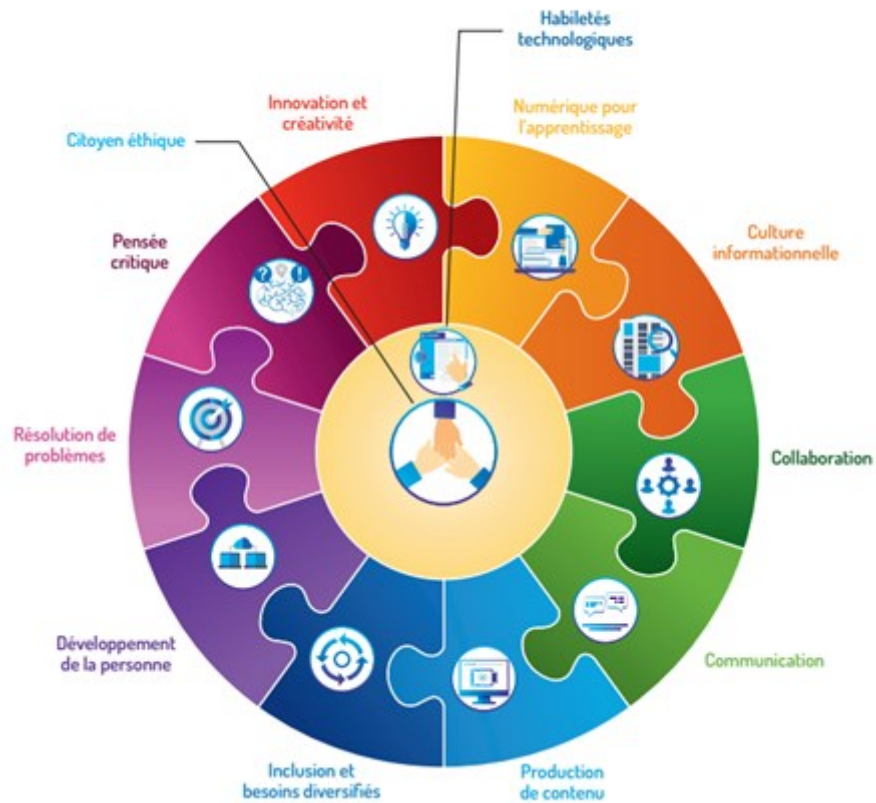 Habiletés
technologiques
Innovation et
créativité
Numérique pour
l'apprentissage
Citoyen éthique
Pensée
critique
Culture
informationnelle
Résolution de
problèmes
Collaboration
Développement
de la personne
Communication
Inclusion et
besoins diversifiés
Production
de contenu
? !